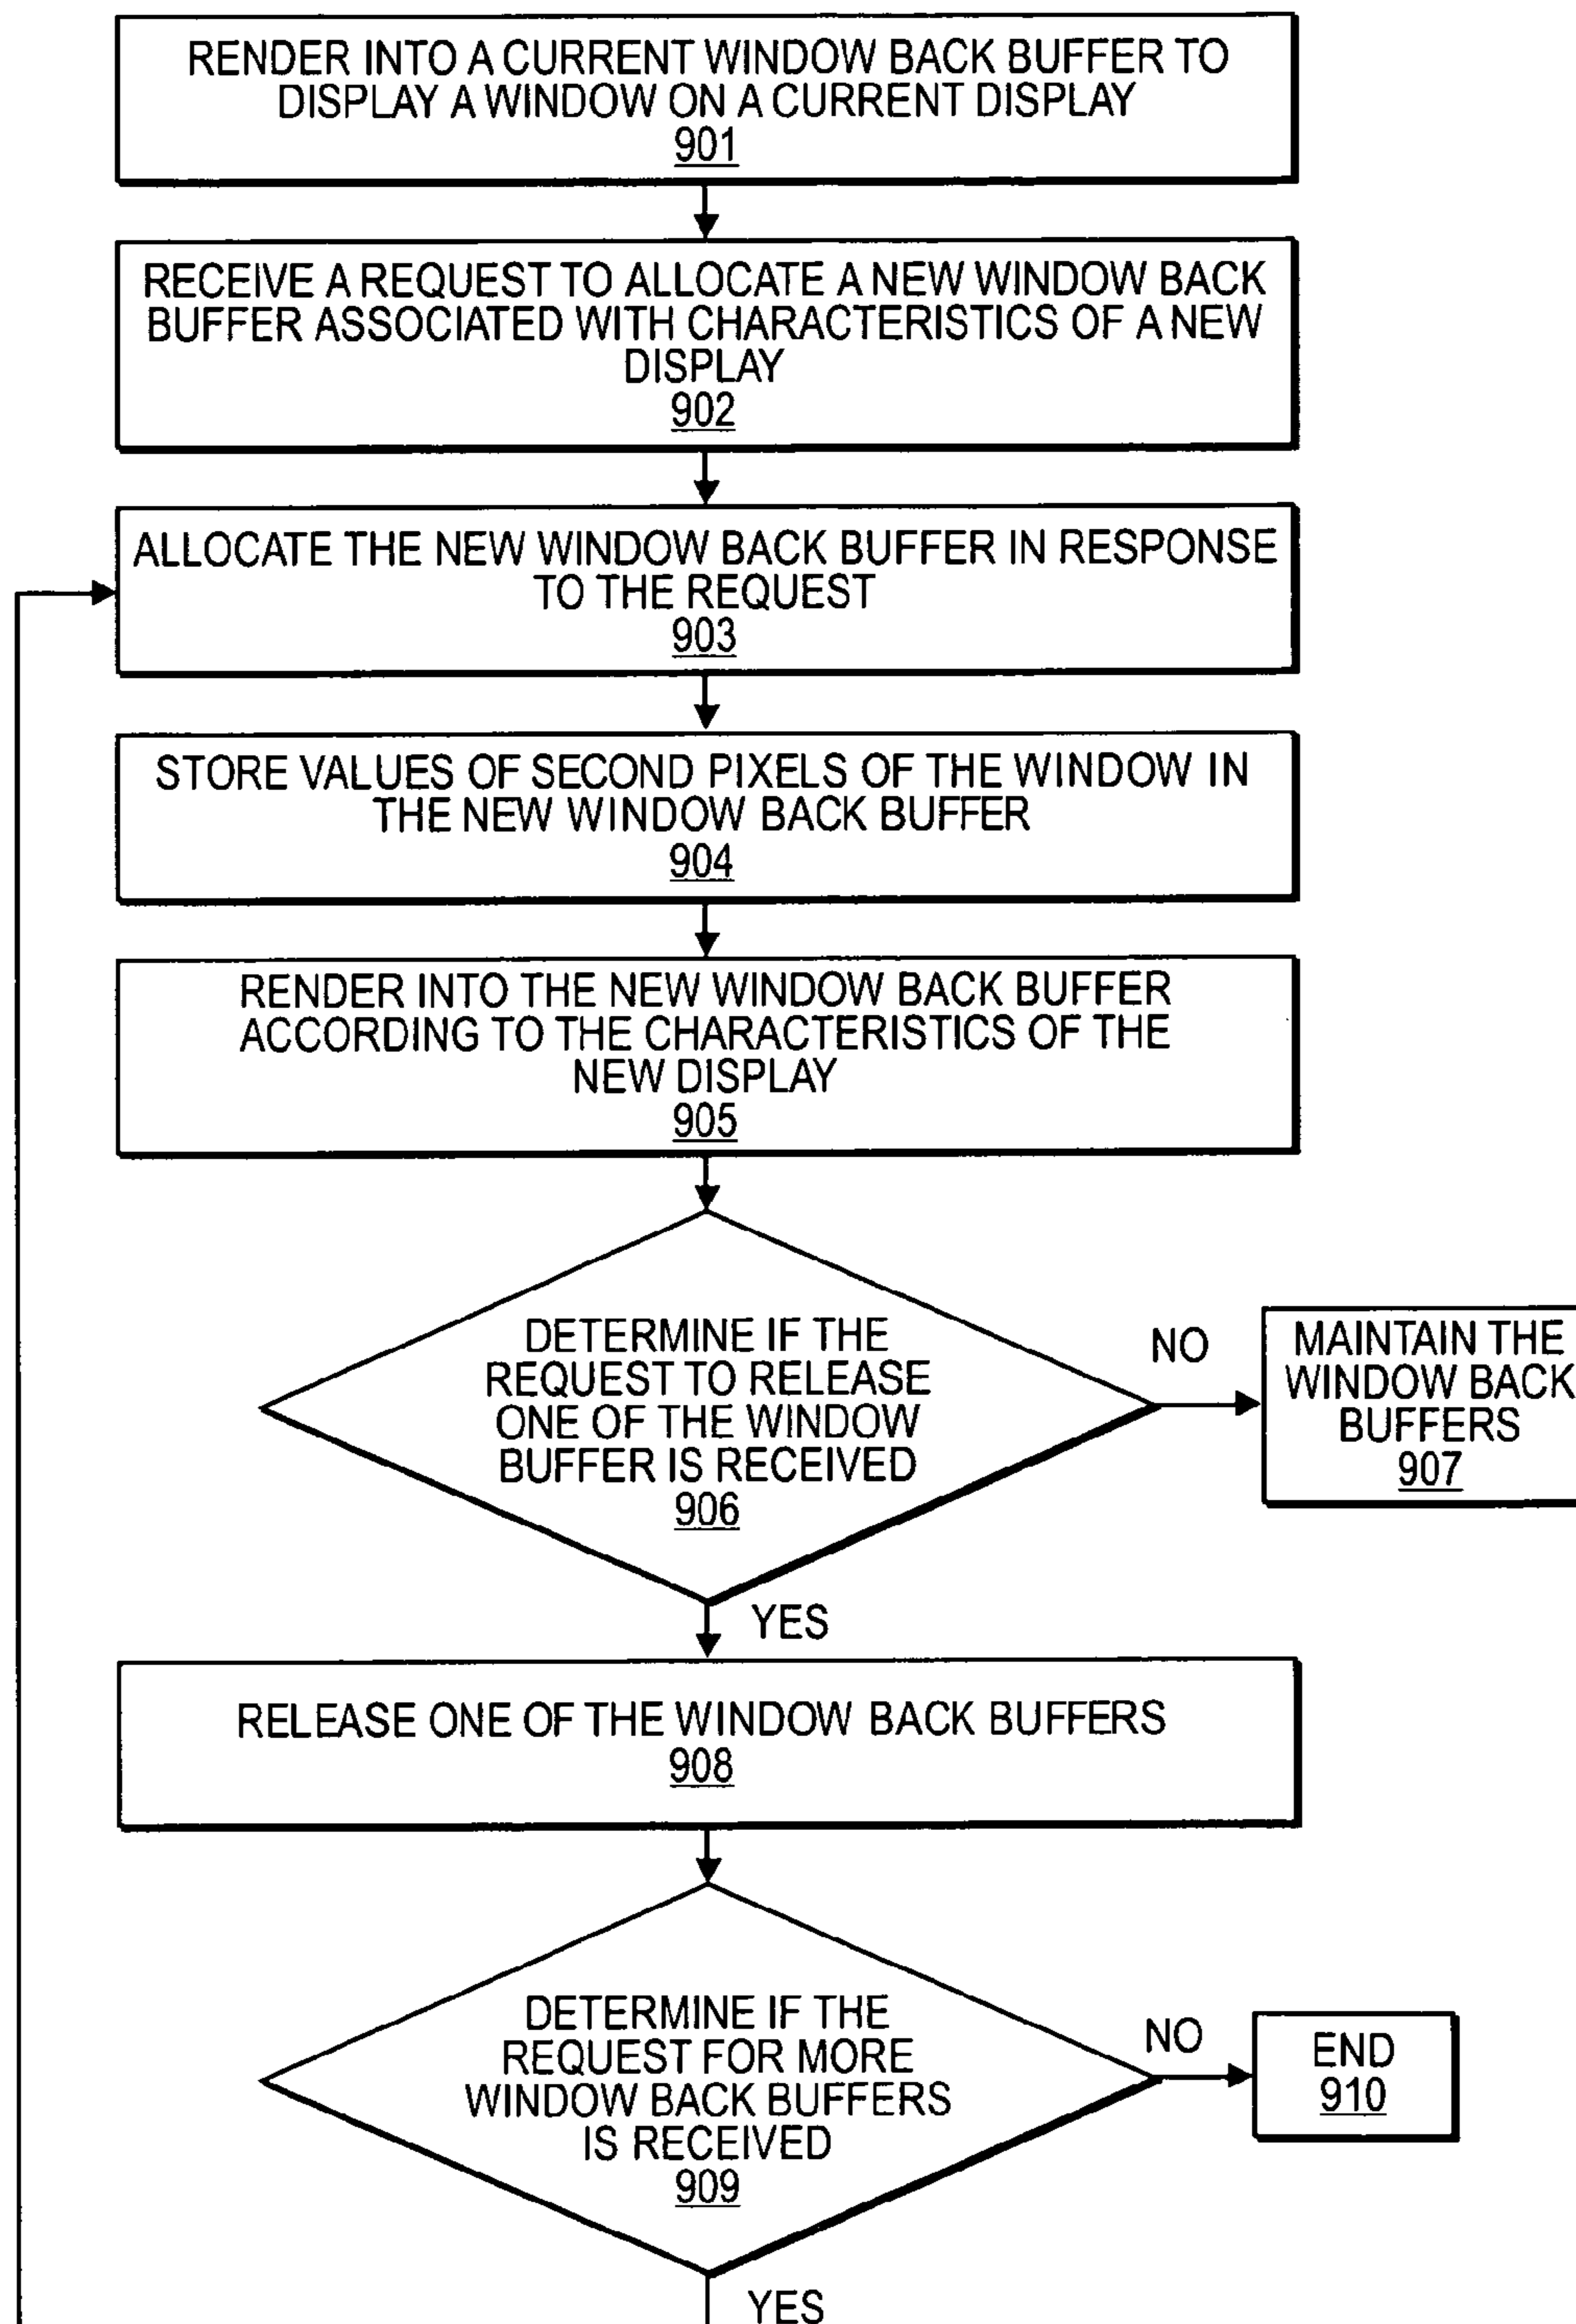 RENDER INTO A CURRENT WINDOW BACK BUFFER TO
DISPLAY A WINDOW ON A CURRENT DISPLAY
901
RECEIVE A REQUEST TO ALLOCATE A NEW WINDOW BACK
BUFFER ASSOCIATED WITH CHARACTERISTICS OF A NEW
DISPLAY
902
ALLOCATE THE NEW WINDOW BACK BUFFER IN RESPONSE
TO THE REQUEST
903
STORE VALUES OF SECOND PIXELS OF THE WINDOW IN
THE NEW WINDOW BACK BUFFER
904
RENDER INTO THE NEW WINDOW BACK BUFFER
ACCORDING TO THE CHARACTERISTICS OF THE
NEW DISPLAY
905
DETERMINE IF THE
REQUEST TO RELEASE
ONE OF THE WINDOW
BUFFER IS RECEIVED
906
NO
MAINTAIN THE
WINDOW BACK
BUFFERS
907
YES
RELEASE ONE OF THE WINDOW BACK BUFFERS
908
DETERMINE IF THE
REQUEST FOR MORE
WINDOW BACK BUFFERS
IS RECEIVED
909
NO
END
910
YES